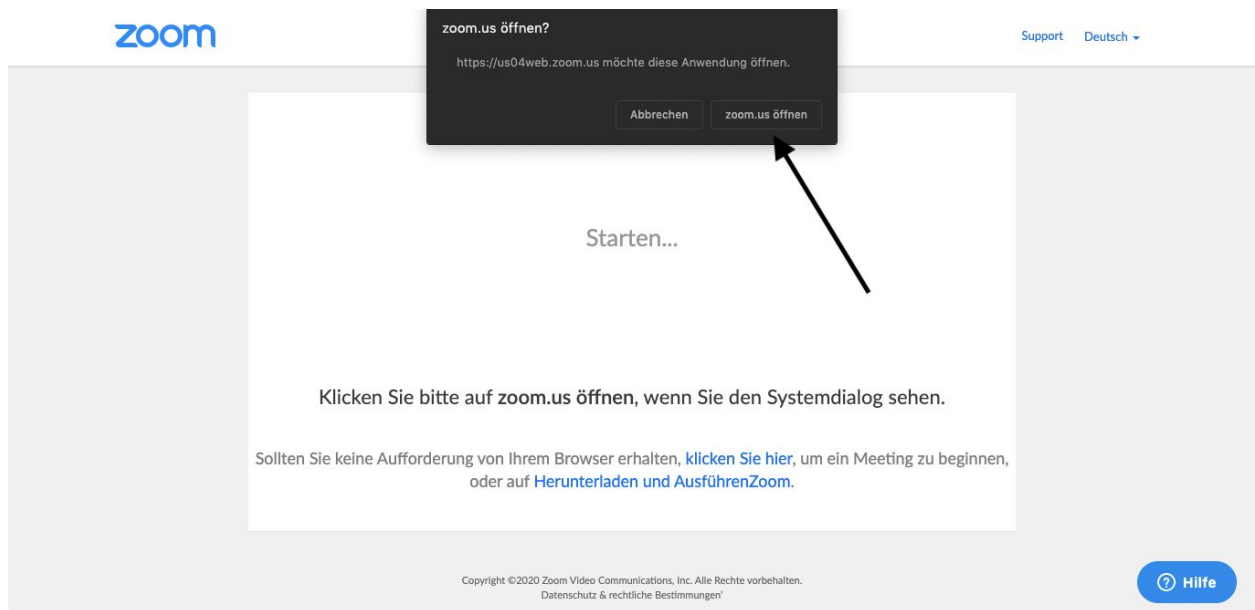 zoom
zoom.us öffnen?
https://us04web.zoom.us möchte diese Anwendung öffnen.
Abbrechen
zoom.us öffnen
Support
Deutsch
Starten...
Klicken Sie bitte auf zoom.us öffnen, wenn Sie den Systemdialog sehen.
Sollten Sie keine Aufforderung von Ihrem Browser erhalten, klicken Sie hier, um ein Meeting zu beginnen,
oder auf Herunterladen und AusführenZoom.
Copyright ©2020 Zoom Video Communications, Inc. Alle Rechte vorbehalten.
Datenschutz & rechtliche Bestimmungen'
Hilfe